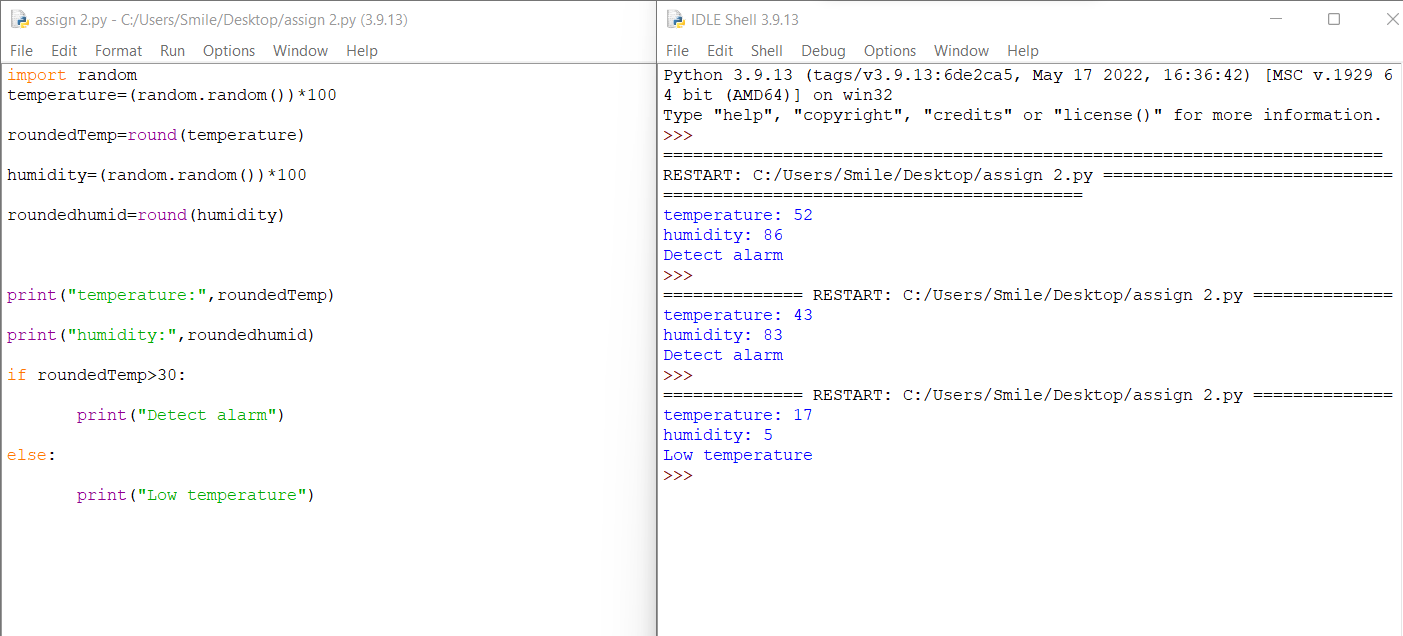 assign 2.py - C:/Users/Smile/Desktop/assign 2.py (3.9.13)
File Edit Format Run Options Window Help
import random
temperature=(random.random())*100
roundedTemp=round(temperature)
humidity=(random.random())*100
roundedhumid=round(humidity)
print("temperature:",roundedTemp)
print("humidity:",roundedhumid)
if roundedTemp>30:
print("Detect alarm")
else:
print("Low temperature")
IDLE Shell 3.9.13
File Edit Shell Debug Options Window Help
Python 3.9.13 (tags/v3.9.13:6de2ca5, May 17 2022, 16:36:42) [MSC v.1929 6
4 bit (AMD64)] on win32
Type "help", "copyright", "credits" or "license()" for more information.
>>>
========================================================================
RESTART: C:/Users/Smile/Desktop/assign 2.py =============================
==========================================
temperature: 52
humidity: 86
Detect alarm
>>>
============== RESTART: C:/Users/Smile/Desktop/assign 2.py ==============
temperature: 43
humidity: 83
Detect alarm
>>>
============== RESTART: C:/Users/Smile/Desktop/assign 2.py ==============
temperature: 17
humidity: 5
Low temperature
>>>